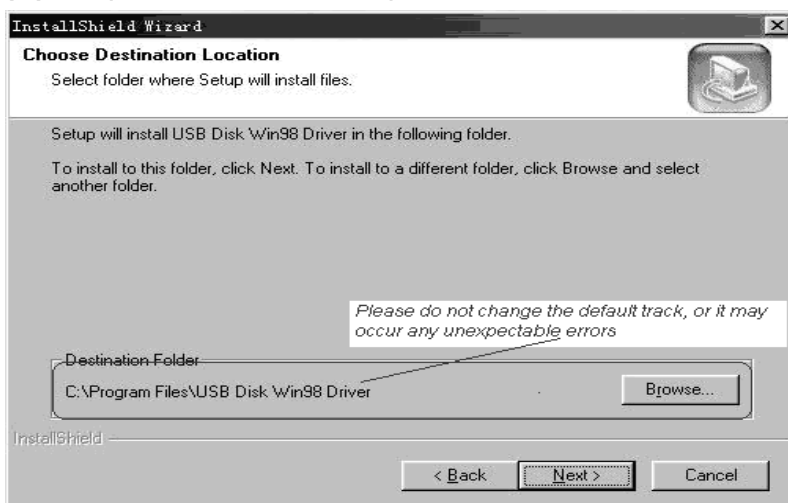 InstallShield Wizard
Choose Destination Location
Select folder where Setup will install files.
Setup will install USB Disk Win98 Driver in the following folder.
To install to this folder, click Next. To install to a different folder, click Browse and select
another folder.
Please do not change the default track, or it may
occur any unexpectable errors
Destination Folder
C:\Program Files\USB Disk Win98 Driver
Browse...
InstallShield
< Back
Next >
Cancel